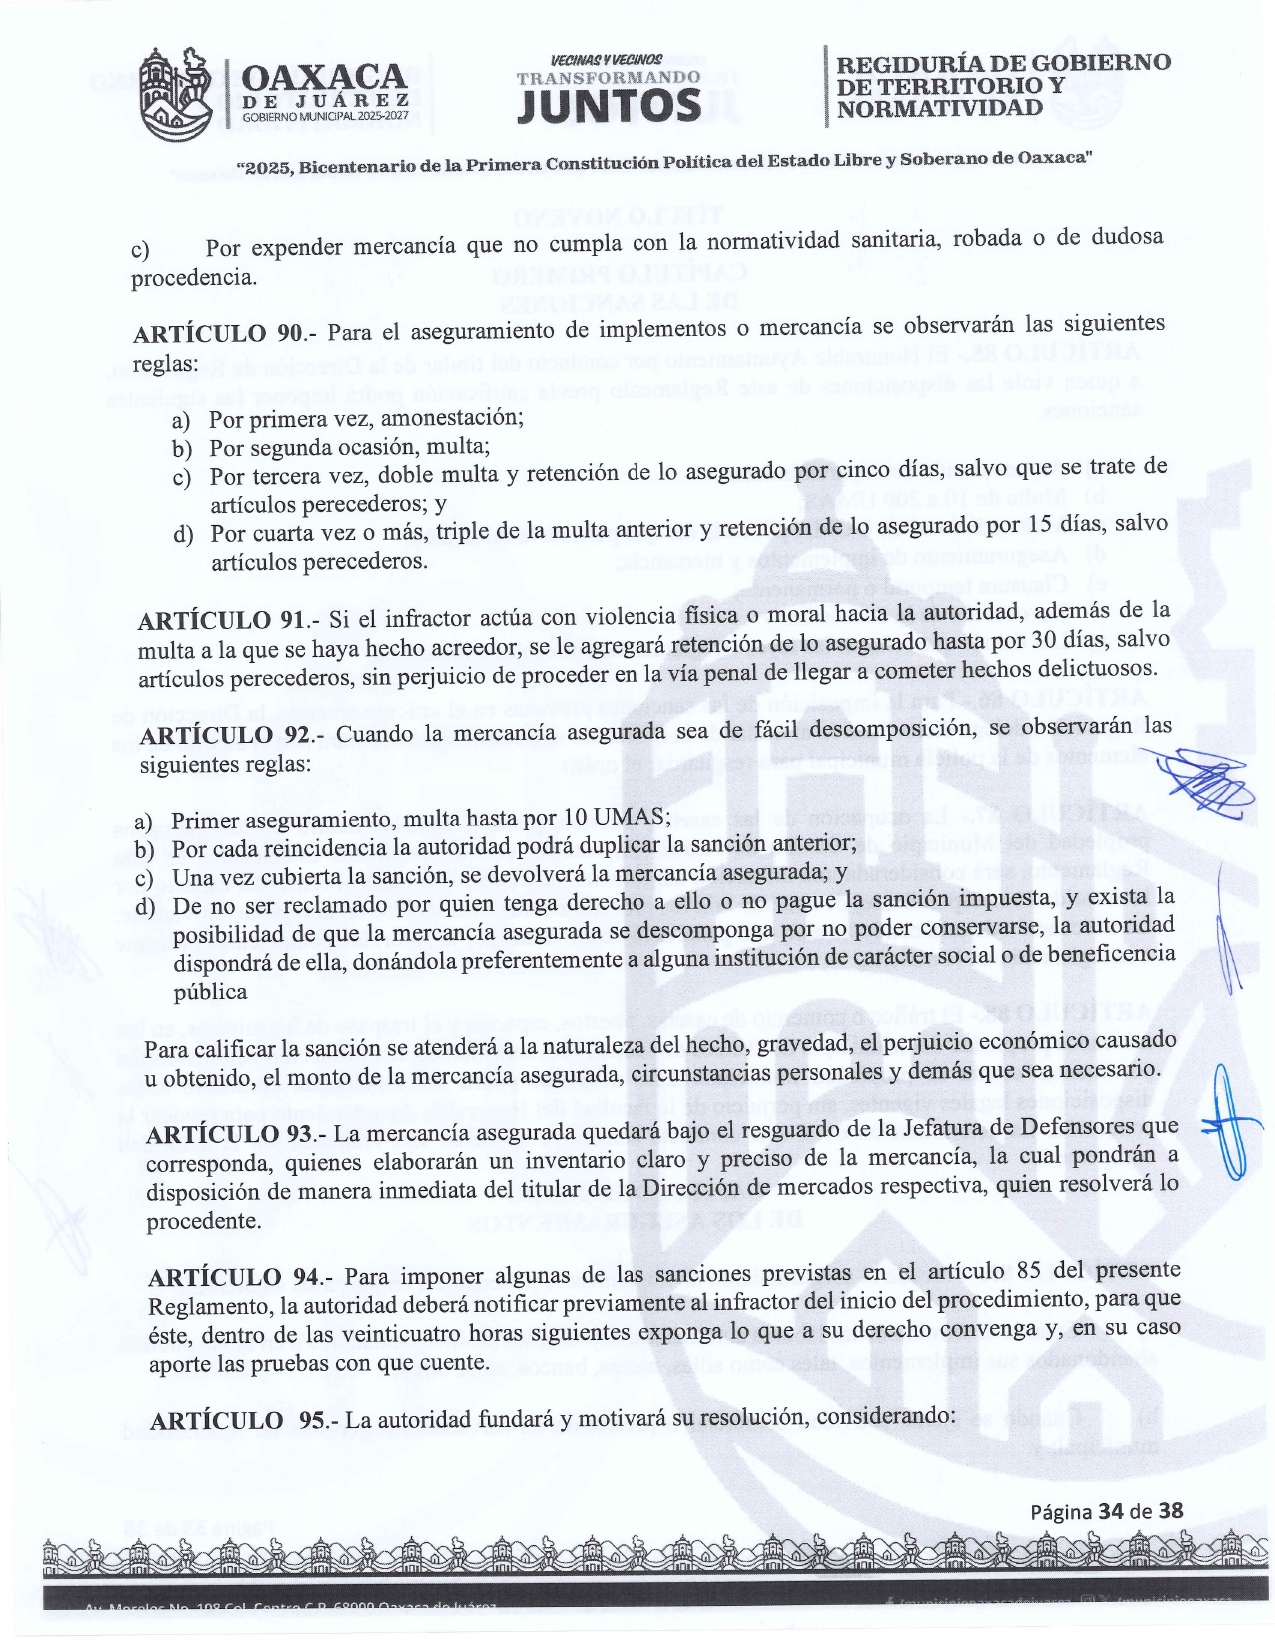 OAXACA
DE JUÁREZ
GOBIERNO MUNICIPAL 2025-2027
VECINAS Y VECINOS
TRANSFORMANDO
JUNTOS
REGIDURÍA DE GOBIERNO
DE TERRITORIO Y
NORMATIVIDAD
"2025, Bicentenario de la Primera Constitución Política del Estado Libre y Soberano de Oaxaca"
c) Por expender mercancía que no cumpla con la normatividad sanitaria, robada o de dudosa
procedencia.
ARTÍCULO 90.- Para el aseguramiento de implementos o mercancía se observarán las siguientes
reglas:
a) Por primera vez, amonestación;
b) Por segunda ocasión, multa;
c) Por tercera vez, doble multa y retención de lo asegurado por cinco días, salvo que se trate de
artículos perecederos; y
d) Por cuarta vez o más, triple de la multa anterior y retención de lo asegurado por 15 días, salvo
artículos perecederos.
ARTÍCULO 91.- Si el infractor actúa con violencia física o moral hacia la autoridad, además de la
multa a la que se haya hecho acreedor, se le agregará retención de lo asegurado hasta por 30 días, salvo
artículos perecederos, sin perjuicio de proceder en la vía penal de llegar a cometer hechos delictuosos.
ARTÍCULO 92.- Cuando la mercancía asegurada sea de fácil descomposición, se observarán las
siguientes reglas:
a) Primer aseguramiento, multa hasta por 10 UMAS;
b) Por cada reincidencia la autoridad podrá duplicar la sanción anterior;
c) Una vez cubierta la sanción, se devolverá la mercancía asegurada; y
d) De no ser reclamado por quien tenga derecho a ello o no pague la sanción impuesta, y exista la
posibilidad de que la mercancía asegurada se descomponga por no poder conservarse, la autoridad
dispondrá de ella, donándola preferentemente a alguna institución de carácter social o de beneficencia
pública
Para calificar la sanción se atenderá a la naturaleza del hecho, gravedad, el perjuicio económico causado
u obtenido, el monto de la mercancía asegurada, circunstancias personales y demás que sea necesario.
ARTÍCULO 93.- La mercancía asegurada quedará bajo el resguardo de la Jefatura de Defensores que
corresponda, quienes elaborarán un inventario claro y preciso de la mercancía, la cual pondrán a
disposición de manera inmediata del titular de la Dirección de mercados respectiva, quien resolverá lo
procedente.
ARTÍCULO 94.- Para imponer algunas de las sanciones previstas en el artículo 85 del presente
Reglamento, la autoridad deberá notificar previamente al infractor del inicio del procedimiento, para que
éste, dentro de las veinticuatro horas siguientes exponga lo que a su derecho convenga y, en su caso
aporte las pruebas con que cuente.
ARTÍCULO 95.- La autoridad fundará y motivará su resolución, considerando:
Página 34 de 38
Av. Morelos No. 108 Col. Centro C.P. 68000 Oaxaca de Juárez